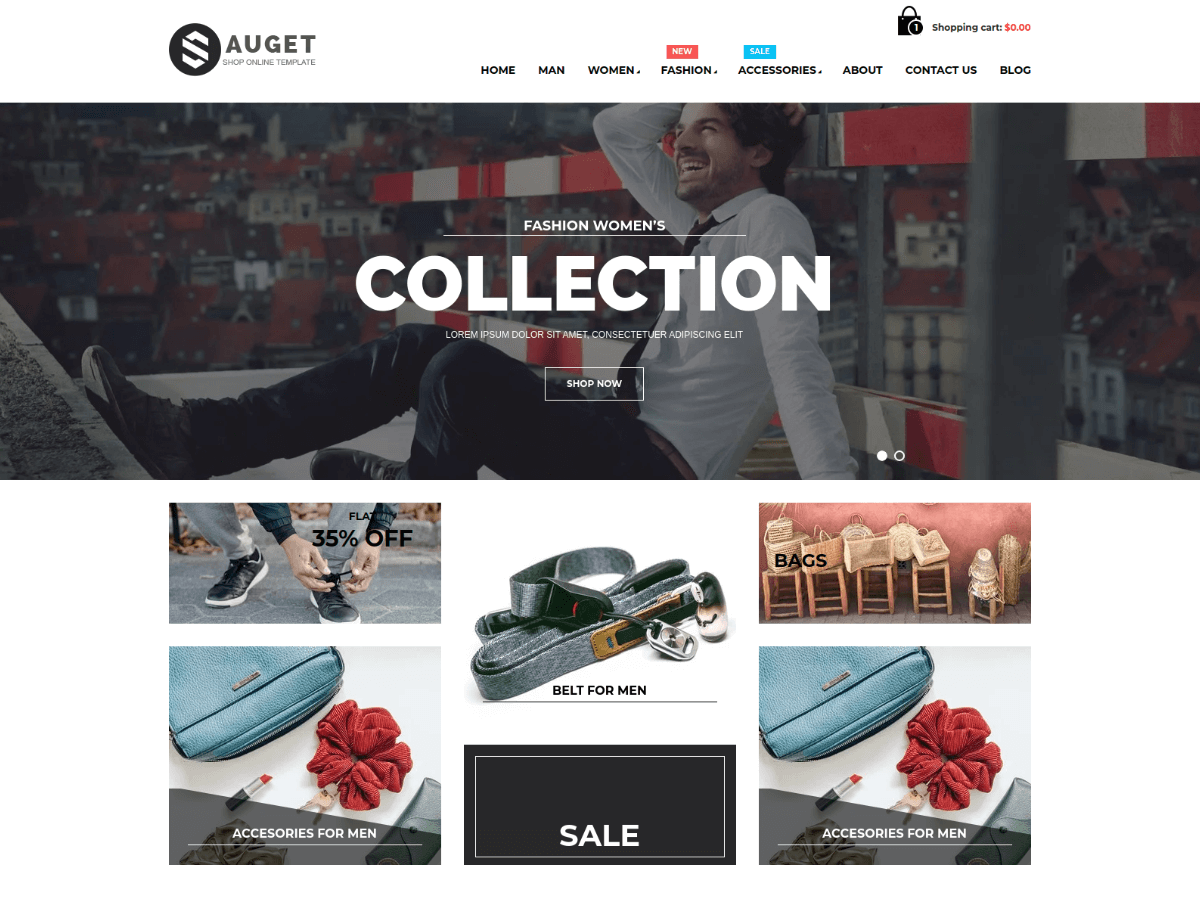 AUGET
SHOP ONLINE TEMPLATE
1
Shopping cart: $0.00
NEW
SALE
HOME
MAN
WOMEN
FASHION
ACCESSORIES
ABOUT
CONTACT US
BLOG
FASHION WOMEN'S
COLLECTION
LOREM IPSUM DOLOR SIT AMET, CONSECTETUER ADIPISCING ELIT
SHOP NOW
FLAT
35% OFF
BELT FOR MEN
BAGS
ACCESORIES FOR MEN
SALE
ACCESORIES FOR MEN